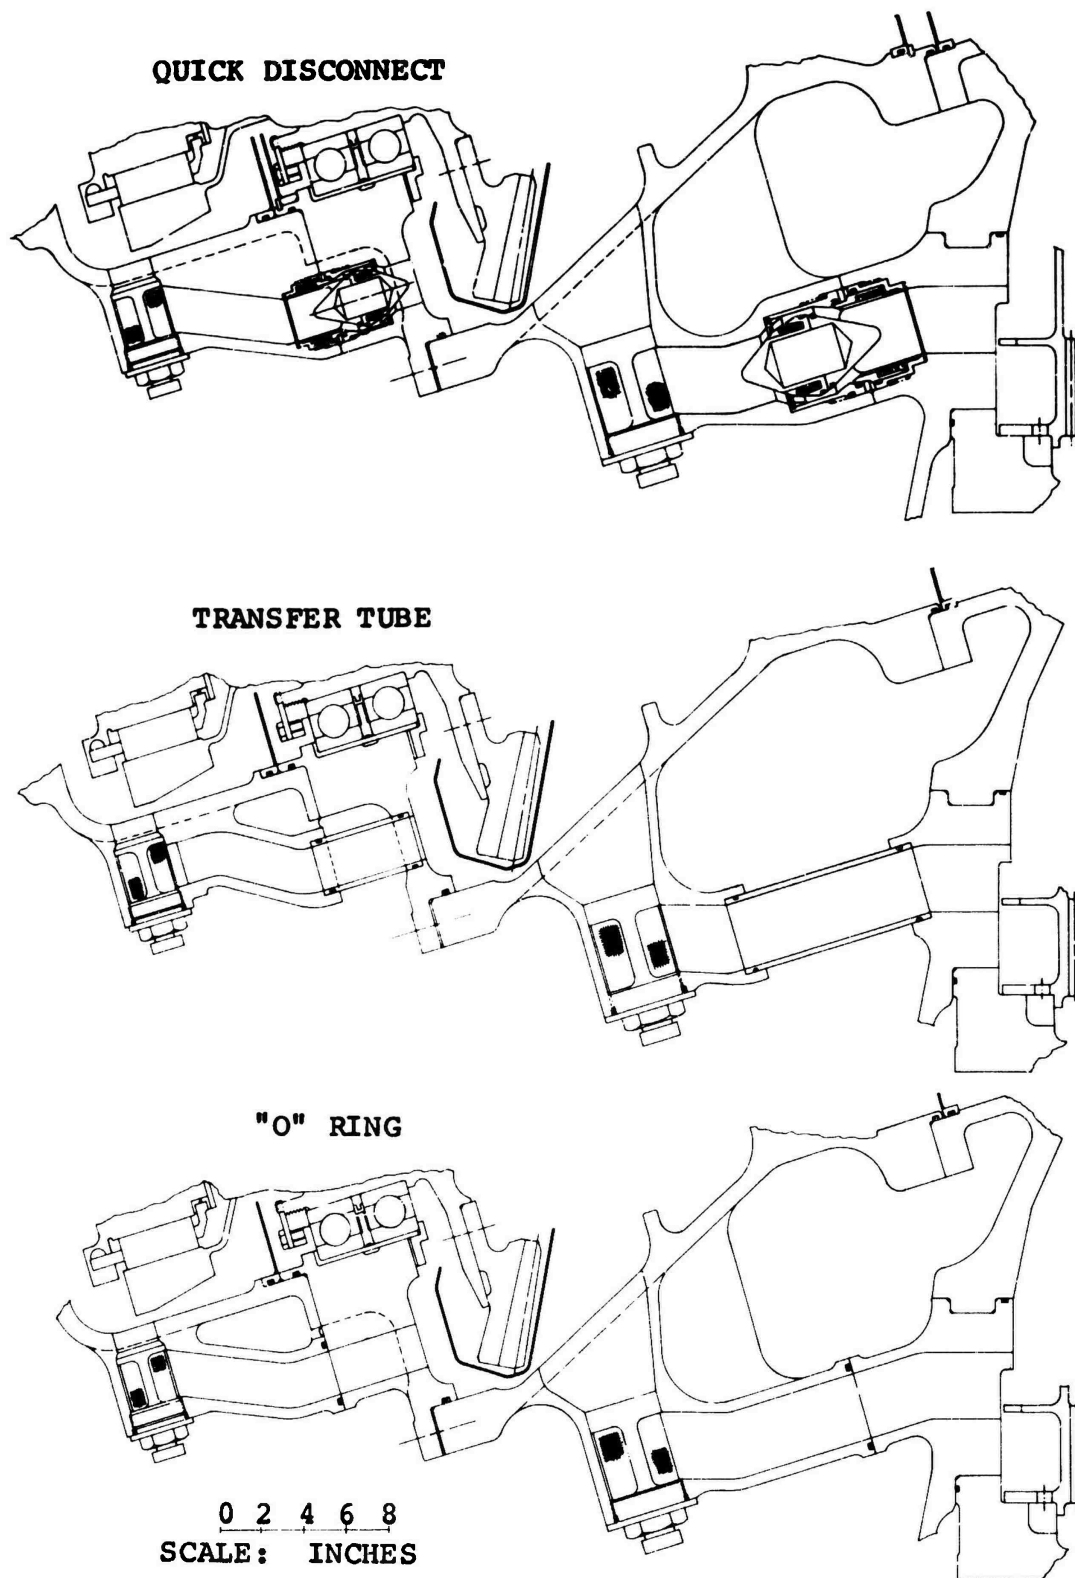 QUICK DISCONNECT
TRANSFER TUBE
"O" RING
0 2 4 6 8
SCALE: INCHES